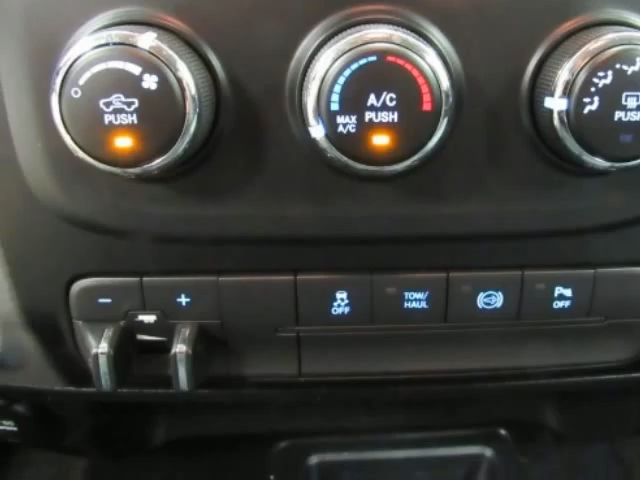 PUSH
A/C
PUSH
MAX
A/C
PUSH
- +
OFF
TOW/
HAUL
P
OFF